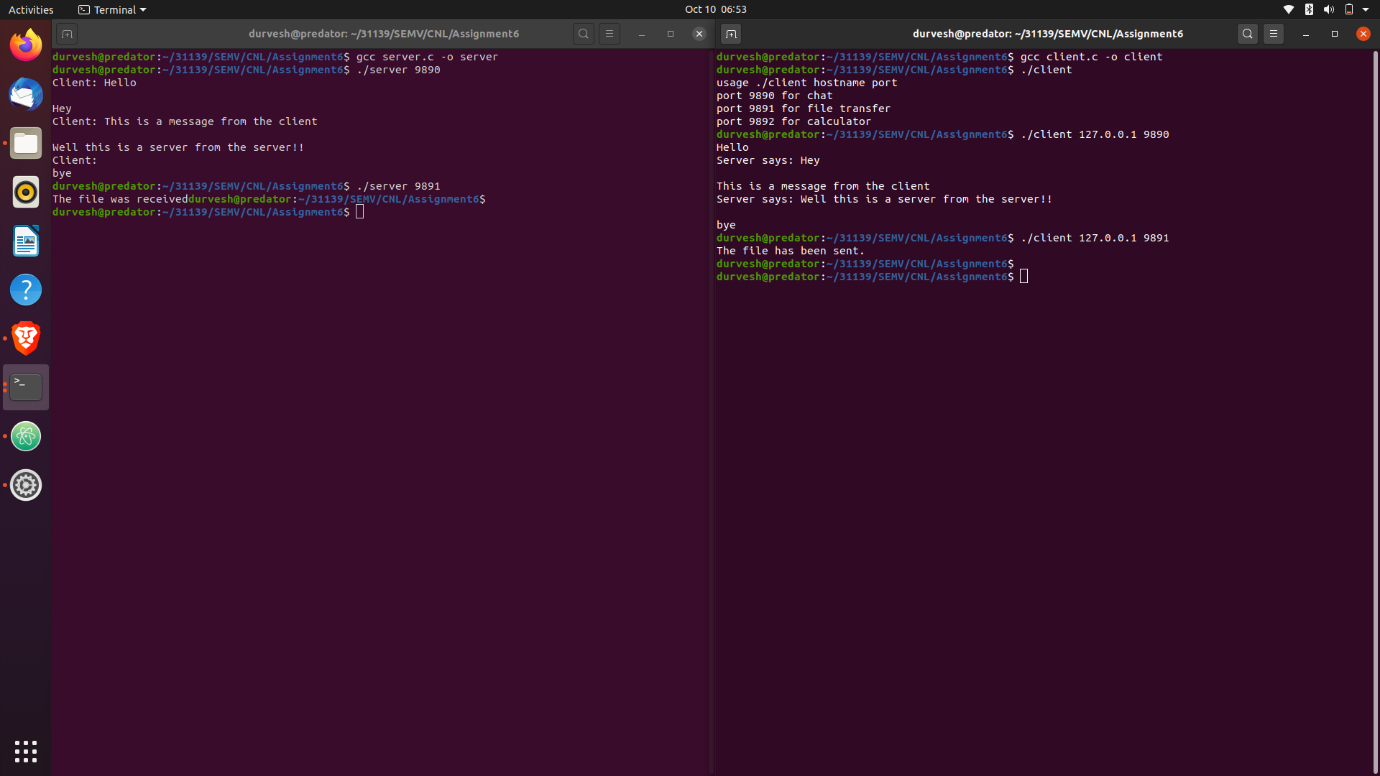 Activities Terminal Oct 10 06:53
durvesh@predator: ~/31139/SEMV/CNL/Assignment6
durvesh@predator:~/31139/SEMV/CNL/Assignment6$ gcc server.c -o server
durvesh@predator:~/31139/SEMV/CNL/Assignment6$ ./server 9890
Client: Hello
Hey
Client: This is a message from the client
Well this is a server from the server!!
Client:
bye
durvesh@predator:~/31139/SEMV/CNL/Assignment6$ ./server 9891
The file was receiveddurvesh@predator:~/31139/SEMV/CNL/Assignment6$
durvesh@predator:~/31139/SEMV/CNL/Assignment6$
durvesh@predator: ~/31139/SEMV/CNL/Assignment6
durvesh@predator:~/31139/SEMV/CNL/Assignment6$ gcc client.c -o client
durvesh@predator:~/31139/SEMV/CNL/Assignment6$ ./client
usage ./client hostname port
port 9890 for chat
port 9891 for file transfer
port 9892 for calculator
durvesh@predator:~/31139/SEMV/CNL/Assignment6$ ./client 127.0.0.1 9890
Hello
Server says: Hey
This is a message from the client
Server says: Well this is a server from the server!!
bye
durvesh@predator:~/31139/SEMV/CNL/Assignment6$ ./client 127.0.0.1 9891
The file has been sent.
durvesh@predator:~/31139/SEMV/CNL/Assignment6$
durvesh@predator:~/31139/SEMV/CNL/Assignment6$